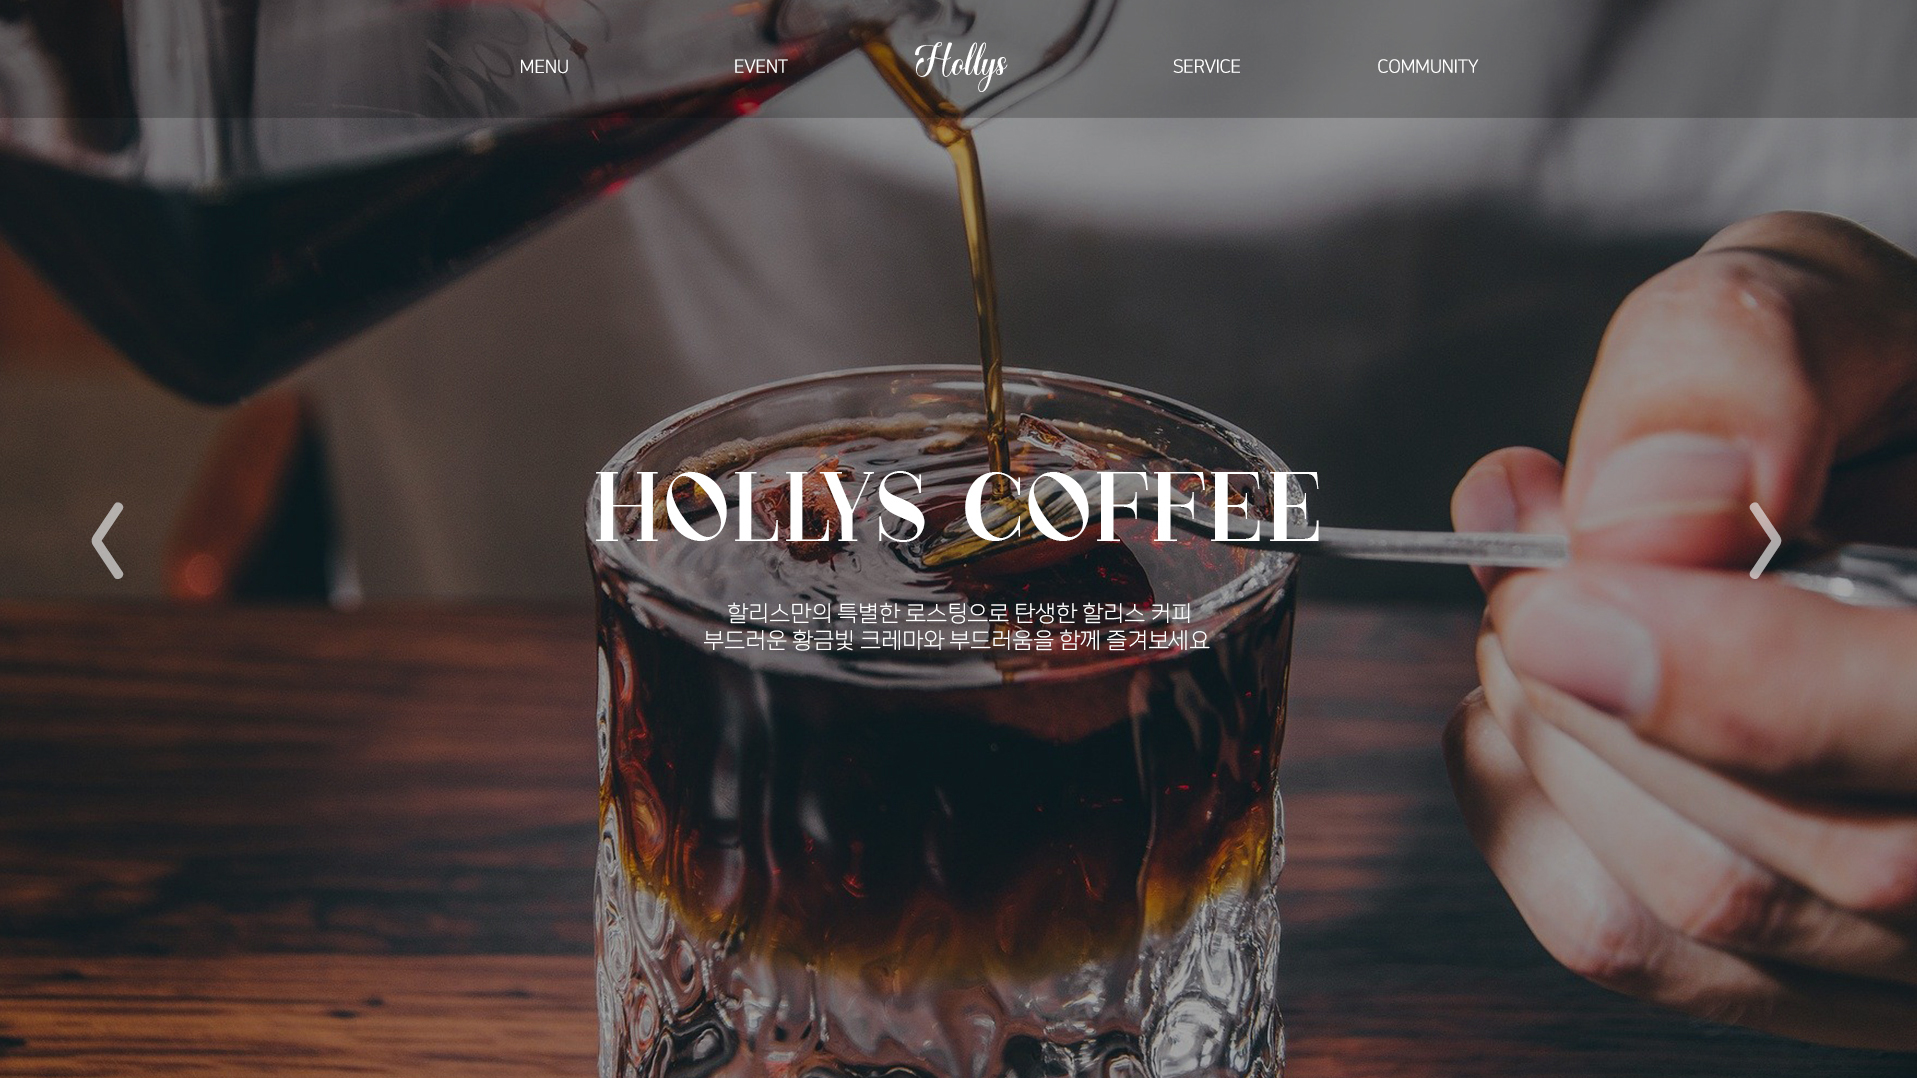 MENU
EVENT
Hollys
SERVICE
COMMUNITY
HOLLYS COFFEE
할리스만의 특별한 로스팅으로 탄생한 할리스 커피
부드러운 황금빛 크레마와 부드러움을 함께 즐겨보세요